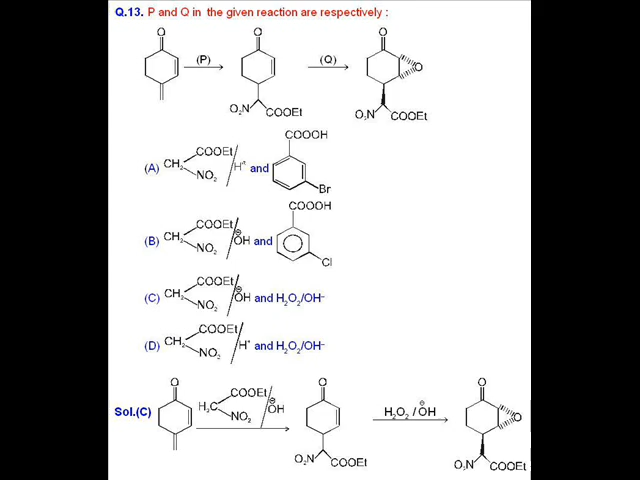 Q.13. P and Q in the given reaction are respectively :
O
O
O
(P)
(Q)
O
O₂N
COOEt
O₂N
COOEt
(A) CH₂ COOEt NO₂ / H⁺ and COOOH Br
(B) CH₂ COOEt NO₂ / ⊖OH and COOOH Cl
(C) CH₂ COOEt NO₂ / ⊖OH and H₂O₂/OH⁻
(D) CH₂ COOEt NO₂ / H⁺ and H₂O₂/OH⁻
Sol.(C)
O
H₃C COOEt NO₂ / ⊖OH
O
H₂O₂ / ⊖OH
O
O
O₂N
COOEt
O₂N
COOEt